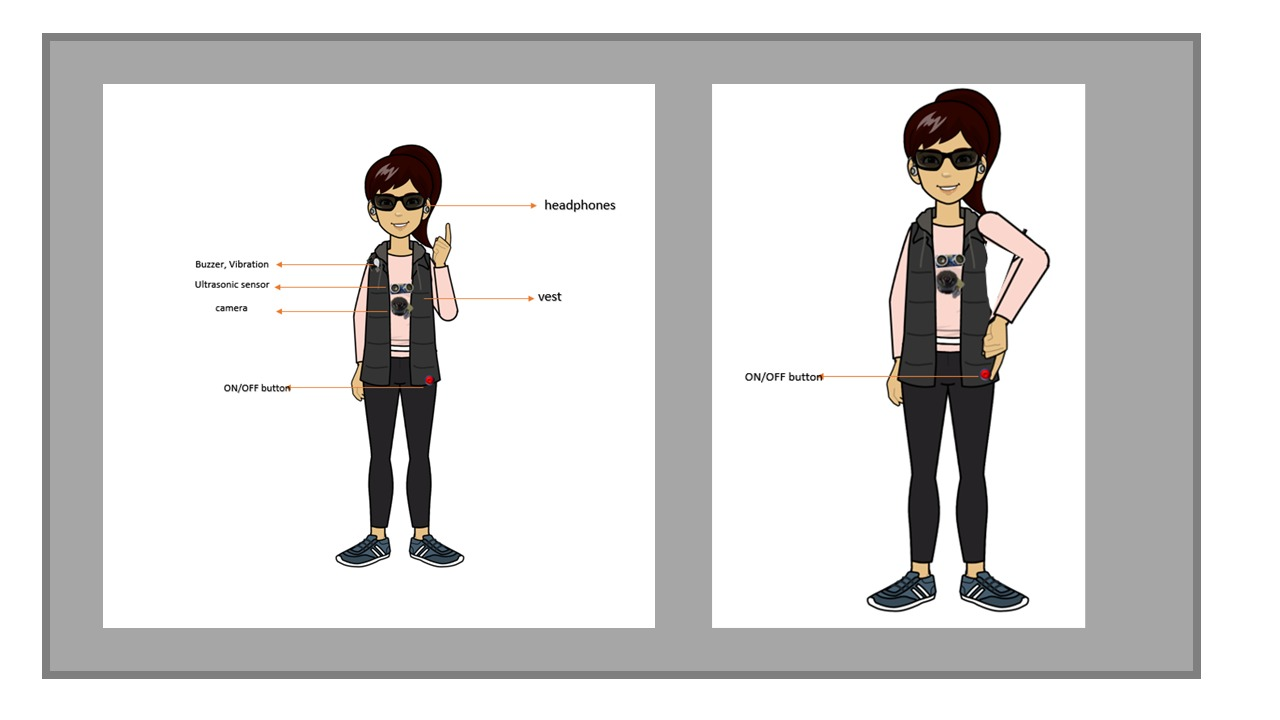 headphones
Buzzer, Vibration
Ultrasonic sensor
vest
camera
ON/OFF button
ON/OFF button